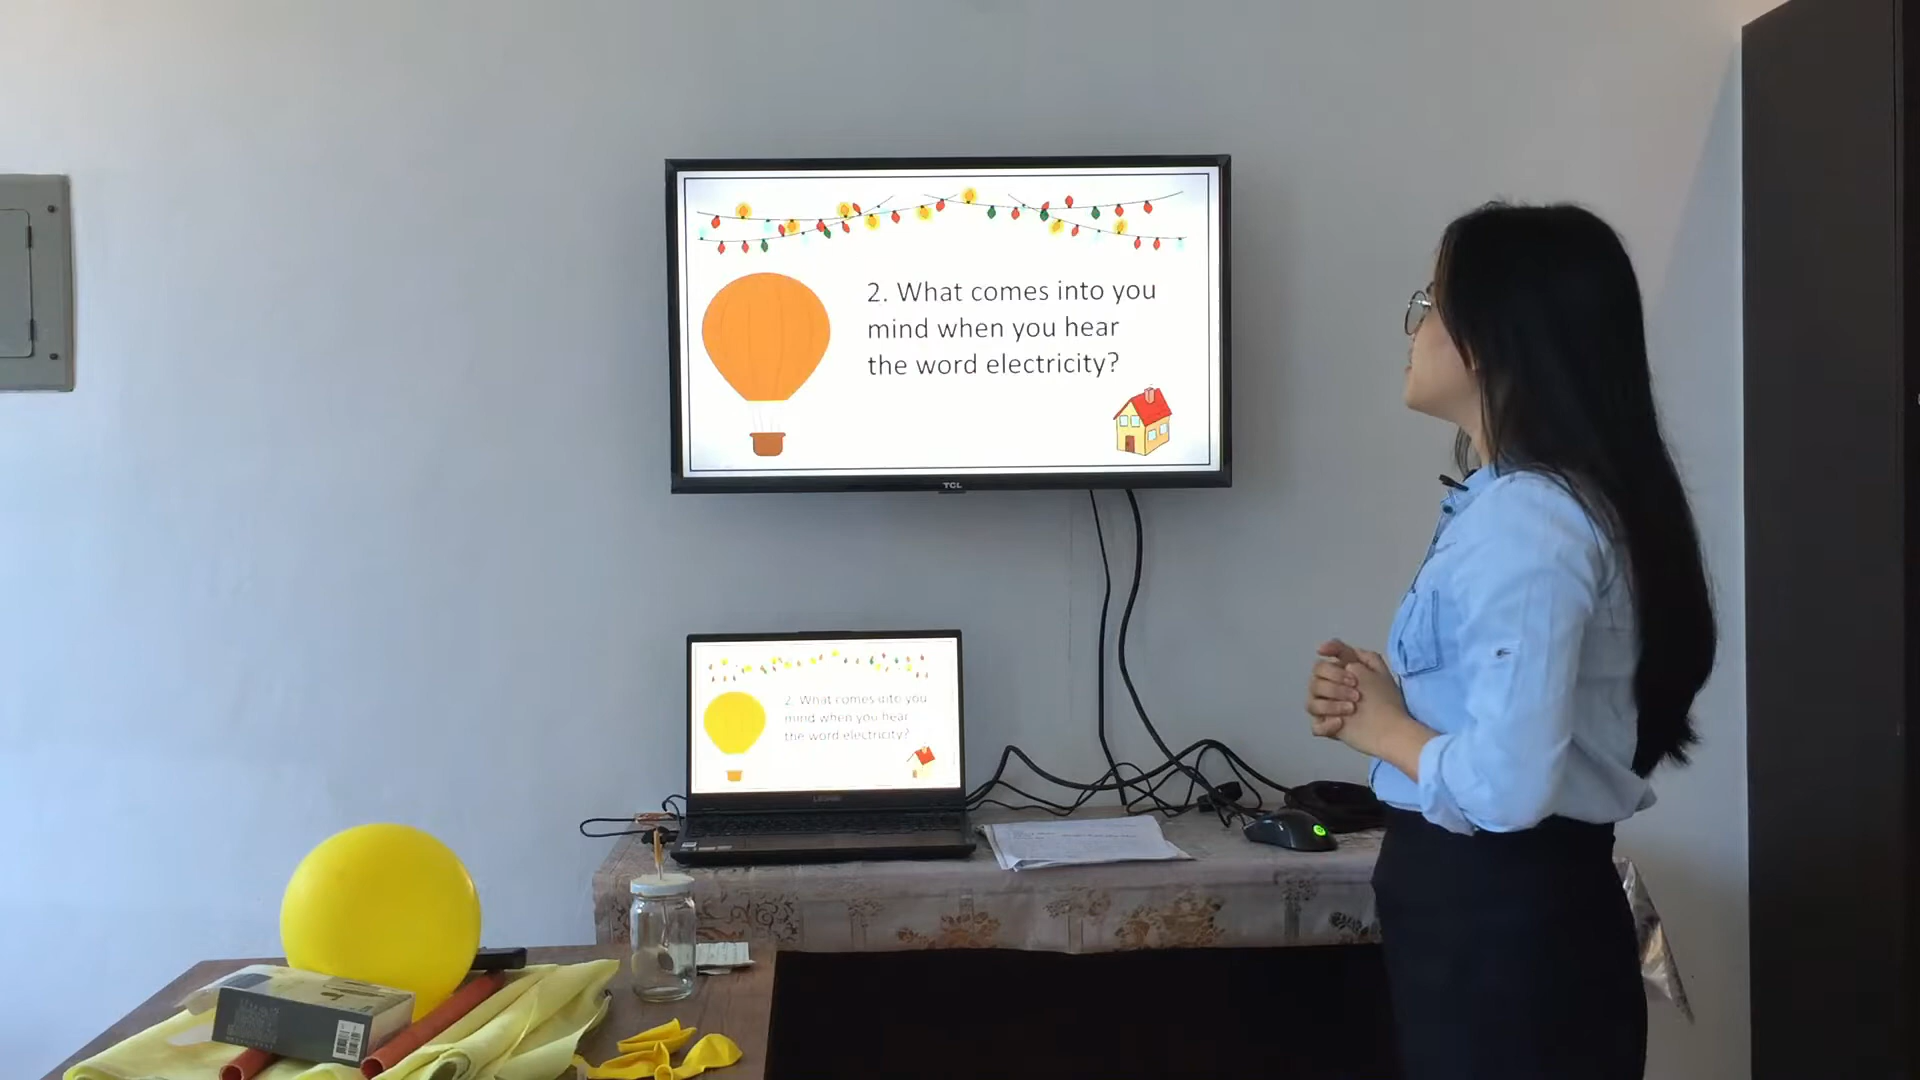 2. What comes into you
mind when you hear
the word electricity?
TCL
2. What comes into you
mind when you hear
the word electricity?